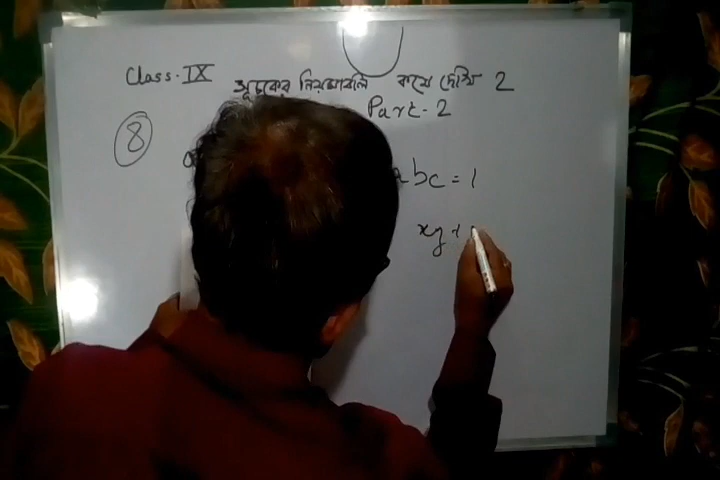 Class. IX সূচকের নিয়মাবলি কষে দেখি 2
Part-2
8
abc = 1
xy +